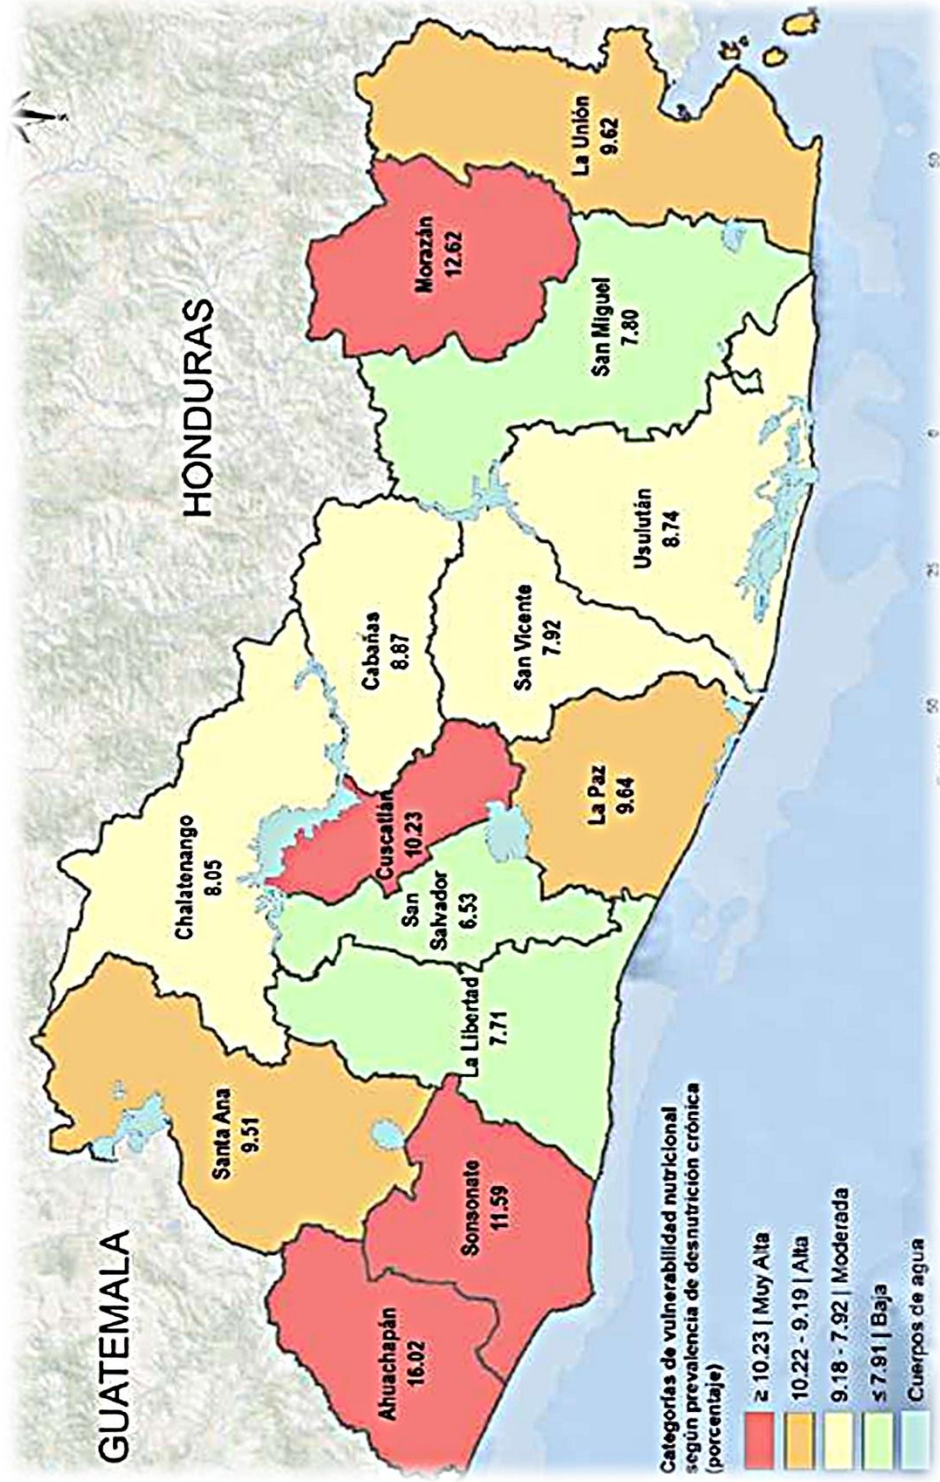 GUATEMALA
HONDURAS
Santa Ana
9.51
Chalatenango
8.05
Ahuachapán
16.02
Sonsonate
11.59
La Libertad
7.71
San
Salvador
6.53
Cuscatlán
10.23
Cabañas
8.87
San Vicente
7.92
La Paz
9.64
Usulután
8.74
San Miguel
7.80
Morazán
12.62
La Unión
9.62
Categorías de vulnerabilidad nutricional
según prevalencia de desnutrición crónica
(porcentaje)
≥ 10.23 | Muy Alta
10.22 - 9.19 | Alta
9.18 - 7.92 | Moderada
≤ 7.91 | Baja
Cuerpos de agua
50 25 0 50